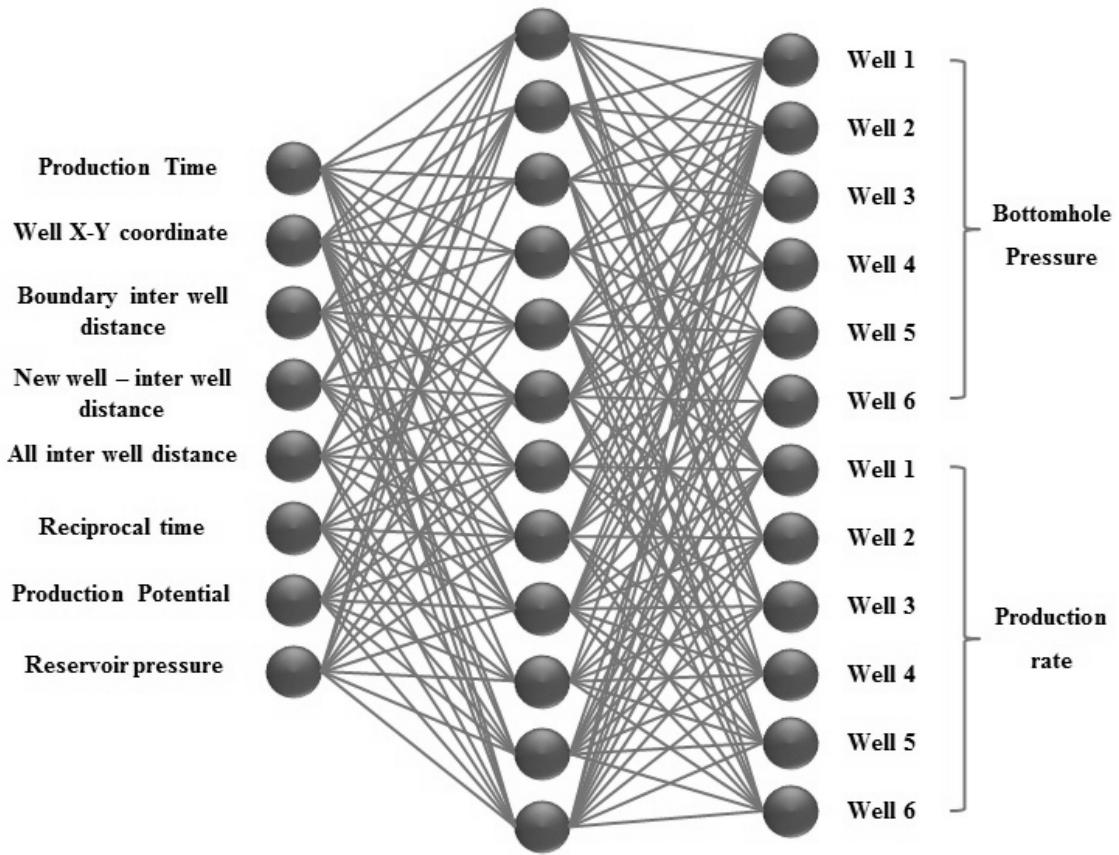 Production Time
Well X-Y coordinate
Boundary inter well
distance
New well – inter well
distance
All inter well distance
Reciprocal time
Production Potential
Reservoir pressure
Well 1
Well 2
Well 3
Well 4
Well 5
Well 6
Well 1
Well 2
Well 3
Well 4
Well 5
Well 6
Bottomhole
Pressure
Production
rate